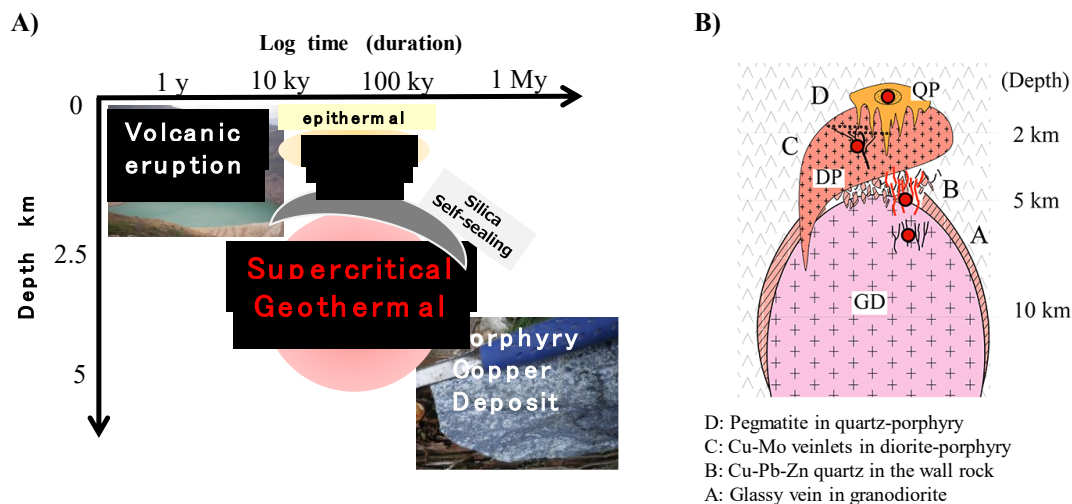 A)
Log time (duration)
1 y
10 ky
100 ky
1 My
0
2.5
5
Depth km
Volcanic
eruption
epithermal
Silica
Self-sealing
Supercritical
Geothermal
orphyry
Copper
Deposit
B)
(Depth)
2 km
5 km
10 km
D
QP
C
DP
B
A
GD
D: Pegmatite in quartz-porphyry
C: Cu-Mo veinlets in diorite-porphyry
B: Cu-Pb-Zn quartz in the wall rock
A: Glassy vein in granodiorite